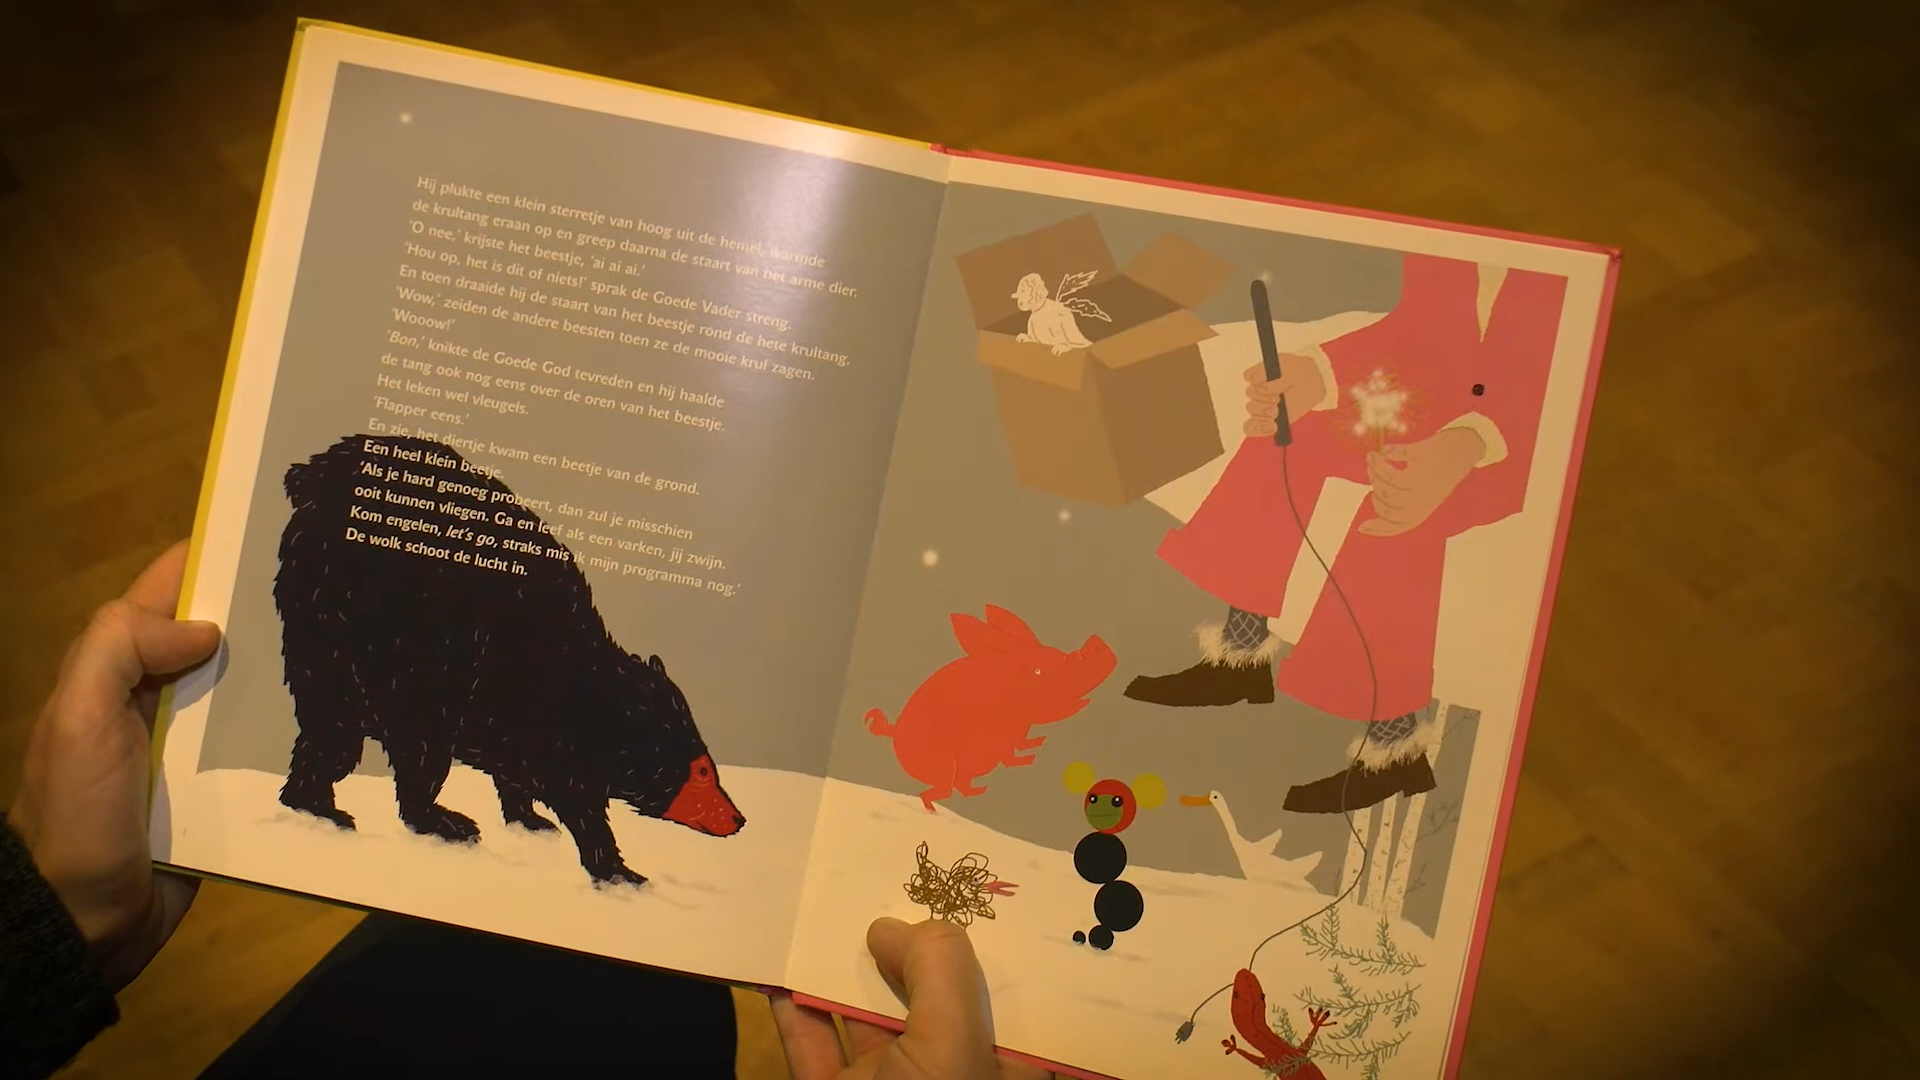 Hij plukte een klein sterretje van hoog uit de hemel, warmde
de krultang eraan op en greep daarna de staart van het arme dier.
‘O nee,’ krijste het beestje, ‘ai ai ai.’
‘Hou op, het is dit of niets!’ sprak de Goede Vader streng.
En toen draaide hij de staart van het beestje rond de hete krultang.
‘Wow,’ zeiden de andere beesten toen ze de mooie krul zagen.
‘Wooow!’
‘Bon,’ knikte de Goede God tevreden en hij haalde
de tang ook nog eens over de oren van het beestje.
Het leken wel vleugels.
‘Flapper eens.’
En zie, het diertje kwam een beetje van de grond.
Een heel klein beetje.
‘Als je hard genoeg probeert, dan zul je misschien
ooit kunnen vliegen. Ga en leef als een varken, jij zwijn.
Kom engelen, let’s go, straks mis ik mijn programma nog.’
De wolk schoot de lucht in.